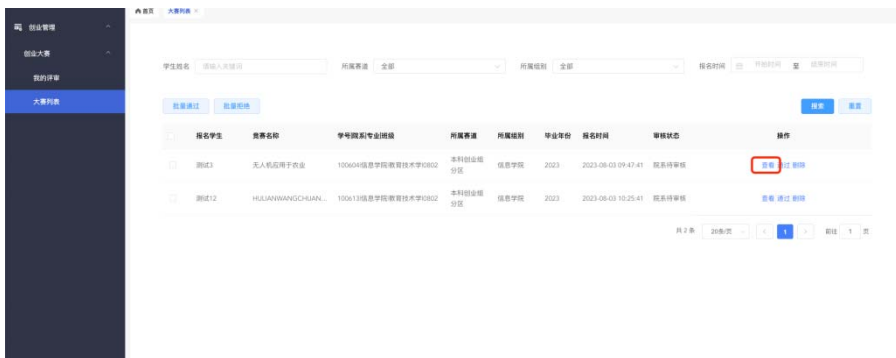 首页 大赛列表 ×
创业管理
创业大赛
我的评审
大赛列表
学生姓名 请输入关键词 所属赛道 全部 所属组别 全部 报名时间 开始时间 至 结束时间
批量通过 批量拒绝 搜索 重置
报名学生 竞赛名称 学号|院系|专业|班级 所属赛道 所属组别 毕业年份 报名时间 审核状态 操作
测试3 无人机应用于农业 100604|信息学院|教育技术学|0802 本科创业组 信息学院 2023 2023-08-03 09:47:41 院系待审核 查看 通过 删除
分区
测试12 HULIANWANGCHUAN... 100613|信息学院|教育技术学|0802 本科创业组 信息学院 2023 2023-08-03 10:25:41 院系待审核 查看 通过 删除
分区
共 2 条 20条/页 < 1 > 前往 1 页